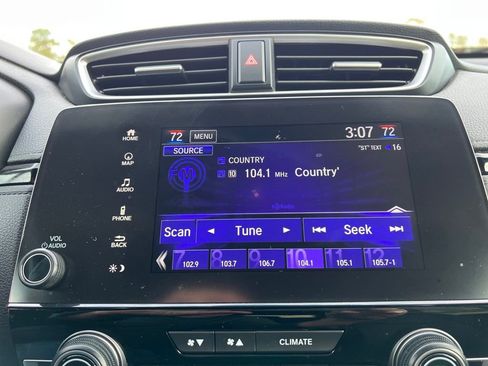 HOME
MAP
AUDIO
PHONE
BACK
VOL
AUDIO
72 MENU 3:07 72
SOURCE "ST" TEXT 16
COUNTRY
FM 10 104.1 MHz Country'
Scan Tune Seek
7 8 9 10 11 12
102.9 103.7 106.7 104.1 105.1 105.7-1
CLIMATE